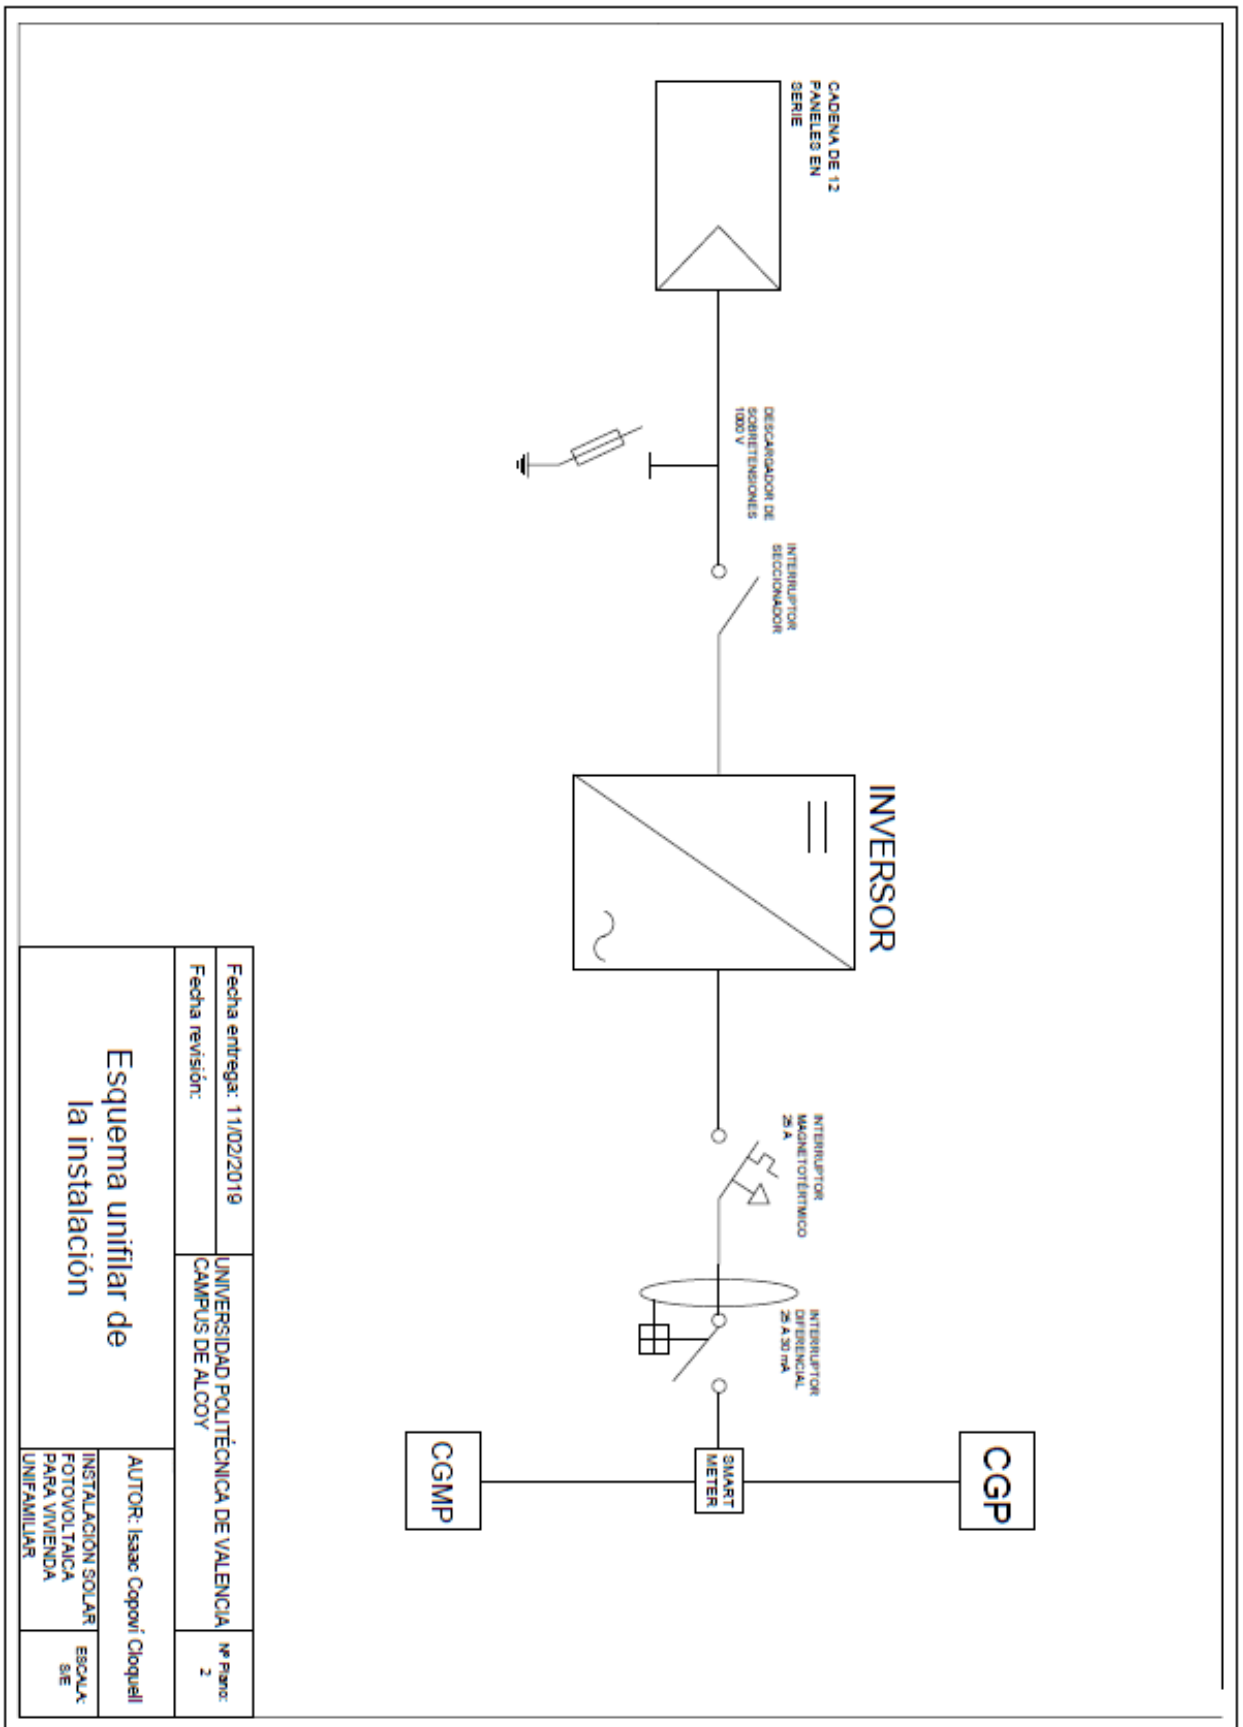 CADENA DE 12
PANELES EN
SERIE
DESCARGADOR DE
SOBRETENSIONES
1000 V
INTERRUPTOR
SECCIONADOR
INVERSOR
INTERRUPTOR
MAGNETOTÉRTMICO
25 A
INTERRUPTOR
DIFERENCIAL
25 A 30 mA
SMART
METER
CGP
CGMP
Fecha entrega: 11/02/2019
Fecha revisión:
UNIVERSIDAD POLITÉCNICA DE VALENCIA
CAMPUS DE ALCOY
Nº Plano:
2
Esquema unifilar de
la instalación
AUTOR: Isaac Copoví Cloquell
INSTALACIÓN SOLAR
FOTOVOLTAICA
PARA VIVIENDA
UNIFAMILIAR
ESCALA:
S/E